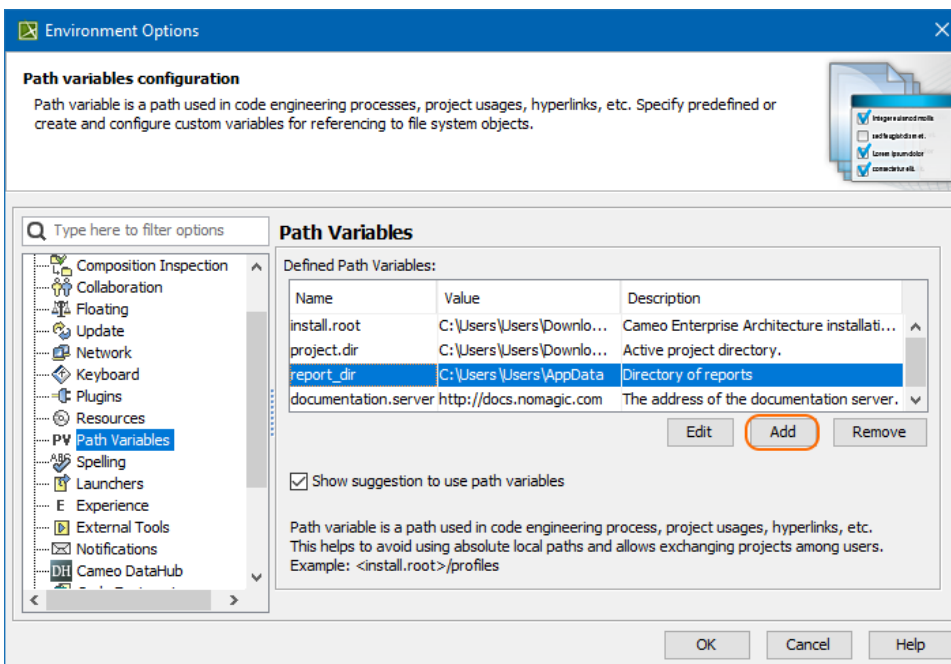 Environment Options
Path variables configuration
Path variable is a path used in code engineering processes, project usages, hyperlinks, etc. Specify predefined or
create and configure custom variables for referencing to file system objects.
Type here to filter options
Composition Inspection
Collaboration
Floating
Update
Network
Keyboard
Plugins
Resources
PV Path Variables
Spelling
Launchers
E Experience
External Tools
Notifications
DH Cameo DataHub
Path Variables
Defined Path Variables:
Name Value Description
install.root C:\Users\Users\Downlo... Cameo Enterprise Architecture installati...
project.dir C:\Users\Users\Downlo... Active project directory.
report_dir C:\Users\Users\AppData Directory of reports
documentation.server http://docs.nomagic.com The address of the documentation server.
Edit Add Remove
Show suggestion to use path variables
Path variable is a path used in code engineering process, project usages, hyperlinks, etc.
This helps to avoid using absolute local paths and allows exchanging projects among users.
Example: <install.root>/profiles
OK Cancel Help